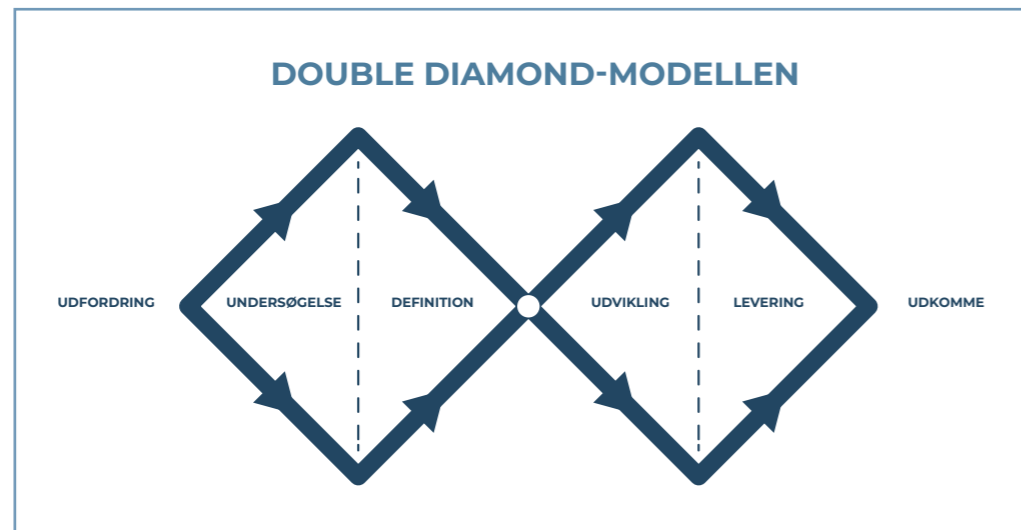 DOUBLE DIAMOND-MODELLEN
UDFORDRING
UNDERSØGELSE
DEFINITION
UDVIKLING
LEVERING
UDKOMME